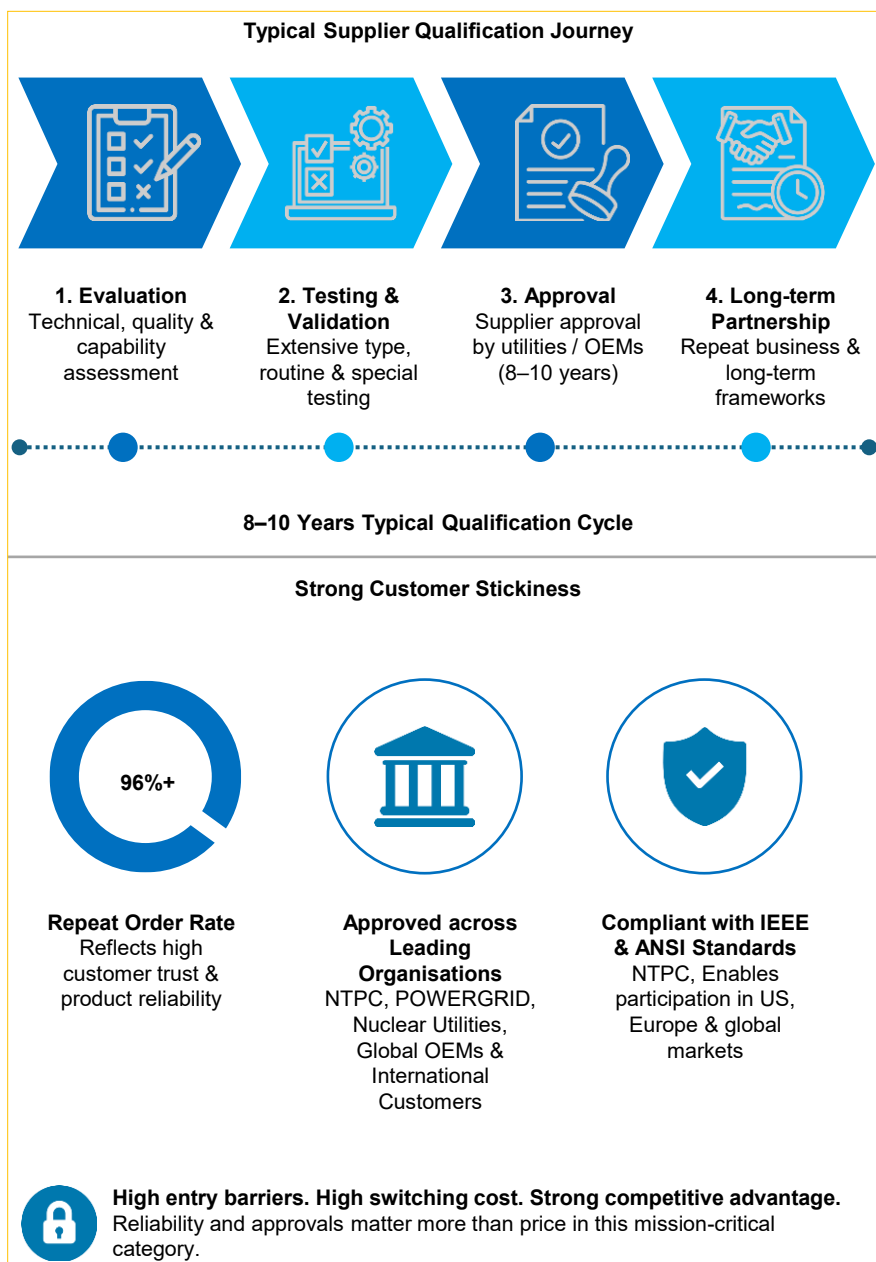 Typical Supplier Qualification Journey
1. Evaluation
Technical, quality &
capability
assessment
2. Testing &
Validation
Extensive type,
routine & special
testing
3. Approval
Supplier approval
by utilities / OEMs
(8–10 years)
4. Long-term
Partnership
Repeat business &
long-term
frameworks
8–10 Years Typical Qualification Cycle
Strong Customer Stickiness
96%+
Repeat Order Rate
Reflects high
customer trust &
product reliability
Approved across
Leading
Organisations
NTPC, POWERGRID,
Nuclear Utilities,
Global OEMs &
International
Customers
Compliant with IEEE
& ANSI Standards
NTPC, Enables
participation in US,
Europe & global
markets
High entry barriers. High switching cost. Strong competitive advantage.
Reliability and approvals matter more than price in this mission-critical
category.